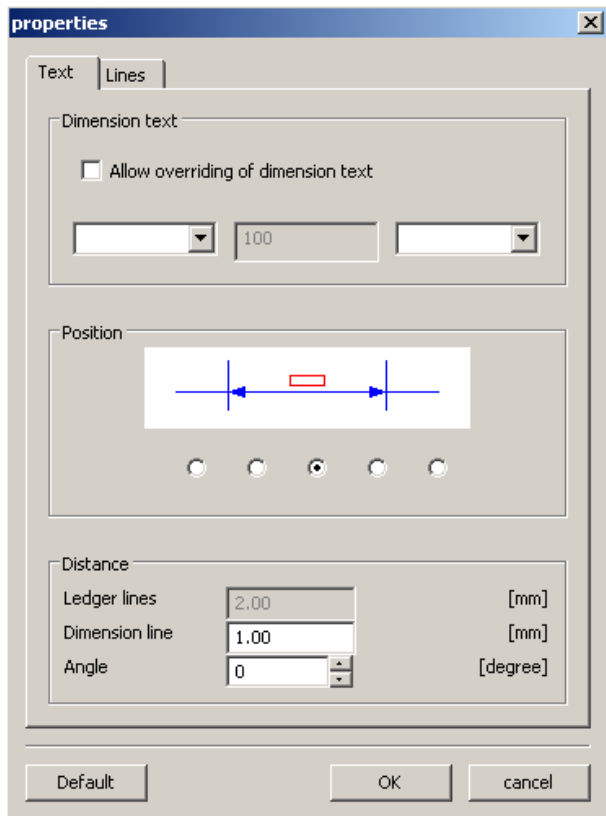 properties
Text Lines
Dimension text
Allow overriding of dimension text
100
Position
Distance
Ledger lines 2.00 [mm]
Dimension line 1.00 [mm]
Angle 0 [degree]
Default OK cancel